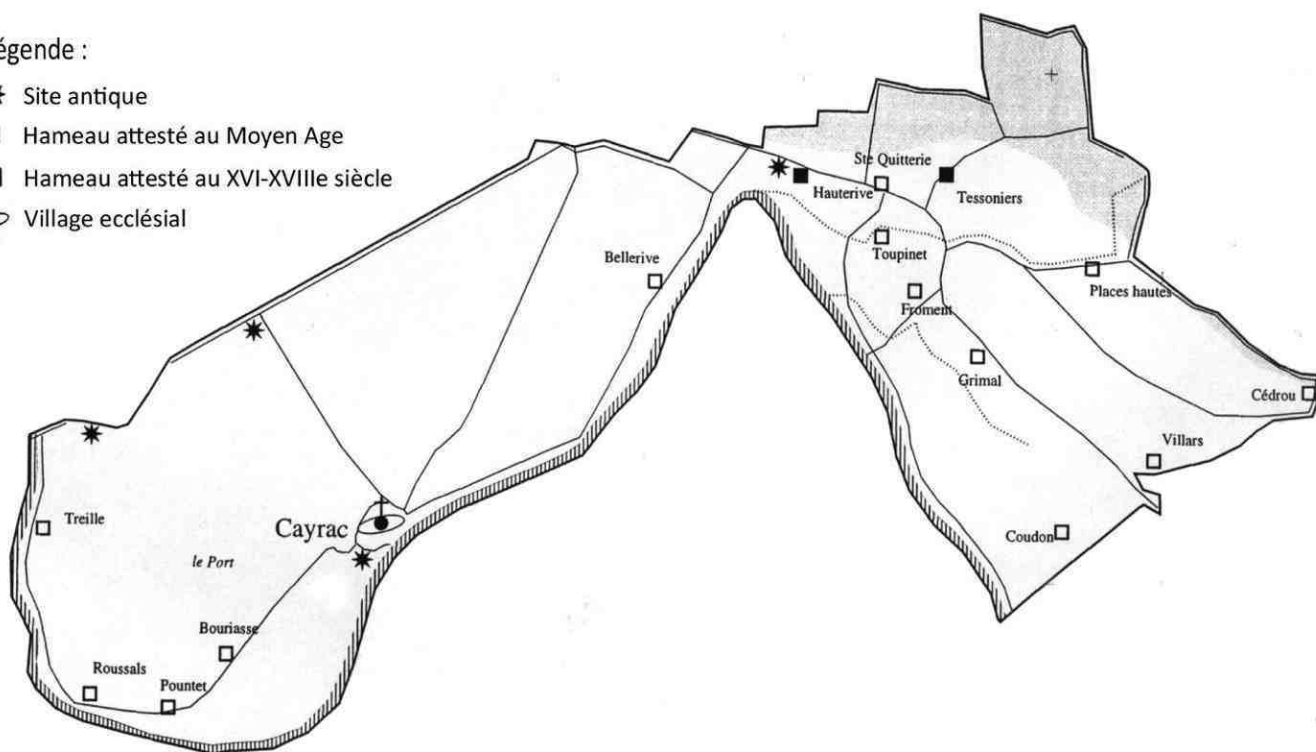 égende :
Site antique
Hameau attesté au Moyen Age
Hameau attesté au XVI-XVIIIe siècle
Village ecclésial
Ste Quitterie
Hauterive
Tessoniers
Toupinet
Bellerive
Places hautes
Froment
Grimal
Cédrou
Villars
Treille
Cayrac
Coudon
le Port
Bouriasse
Roussals
Pountet